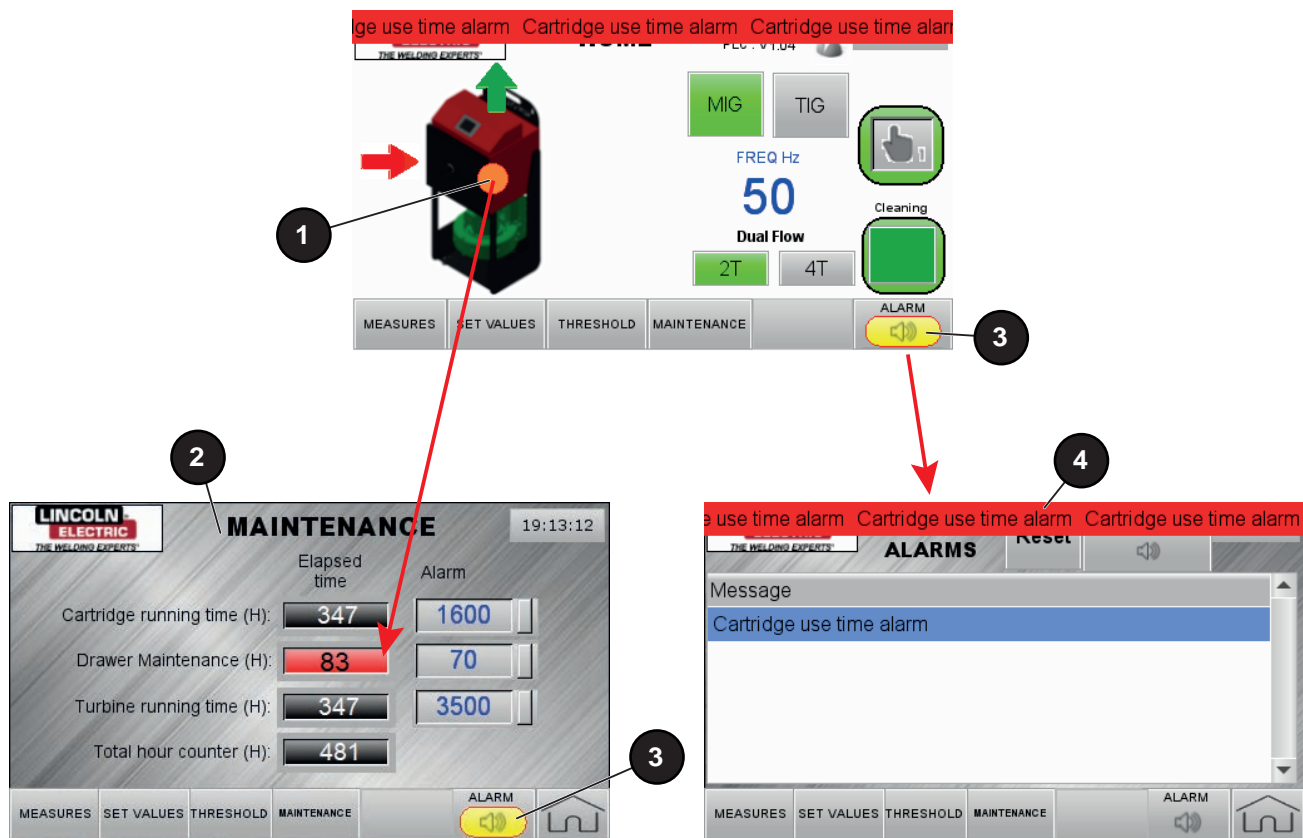 ge use time alarm Cartridge use time alarm Cartridge use time alarm
ELECTRIC
THE WELDING EXPERTS®
HOME
PLC : V1.04
MIG
TIG
FREQ Hz
50
1
Cleaning
Dual Flow
2T
4T
1
MEASURES
SET VALUES
THRESHOLD
MAINTENANCE
ALARM
3
2
4
LINCOLN
ELECTRIC
THE WELDING EXPERTS®
MAINTENANCE
19:13:12
Elapsed
time
Alarm
Cartridge running time (H):
347
1600
Drawer Maintenance (H):
83
70
Turbine running time (H):
347
3500
Total hour counter (H):
481
3
MEASURES
SET VALUES
THRESHOLD
MAINTENANCE
ALARM
e use time alarm Cartridge use time alarm Cartridge use time alarm
THE WELDING EXPERTS®
ALARMS
Reset
Message
Cartridge use time alarm
MEASURES
SET VALUES
THRESHOLD
MAINTENANCE
ALARM